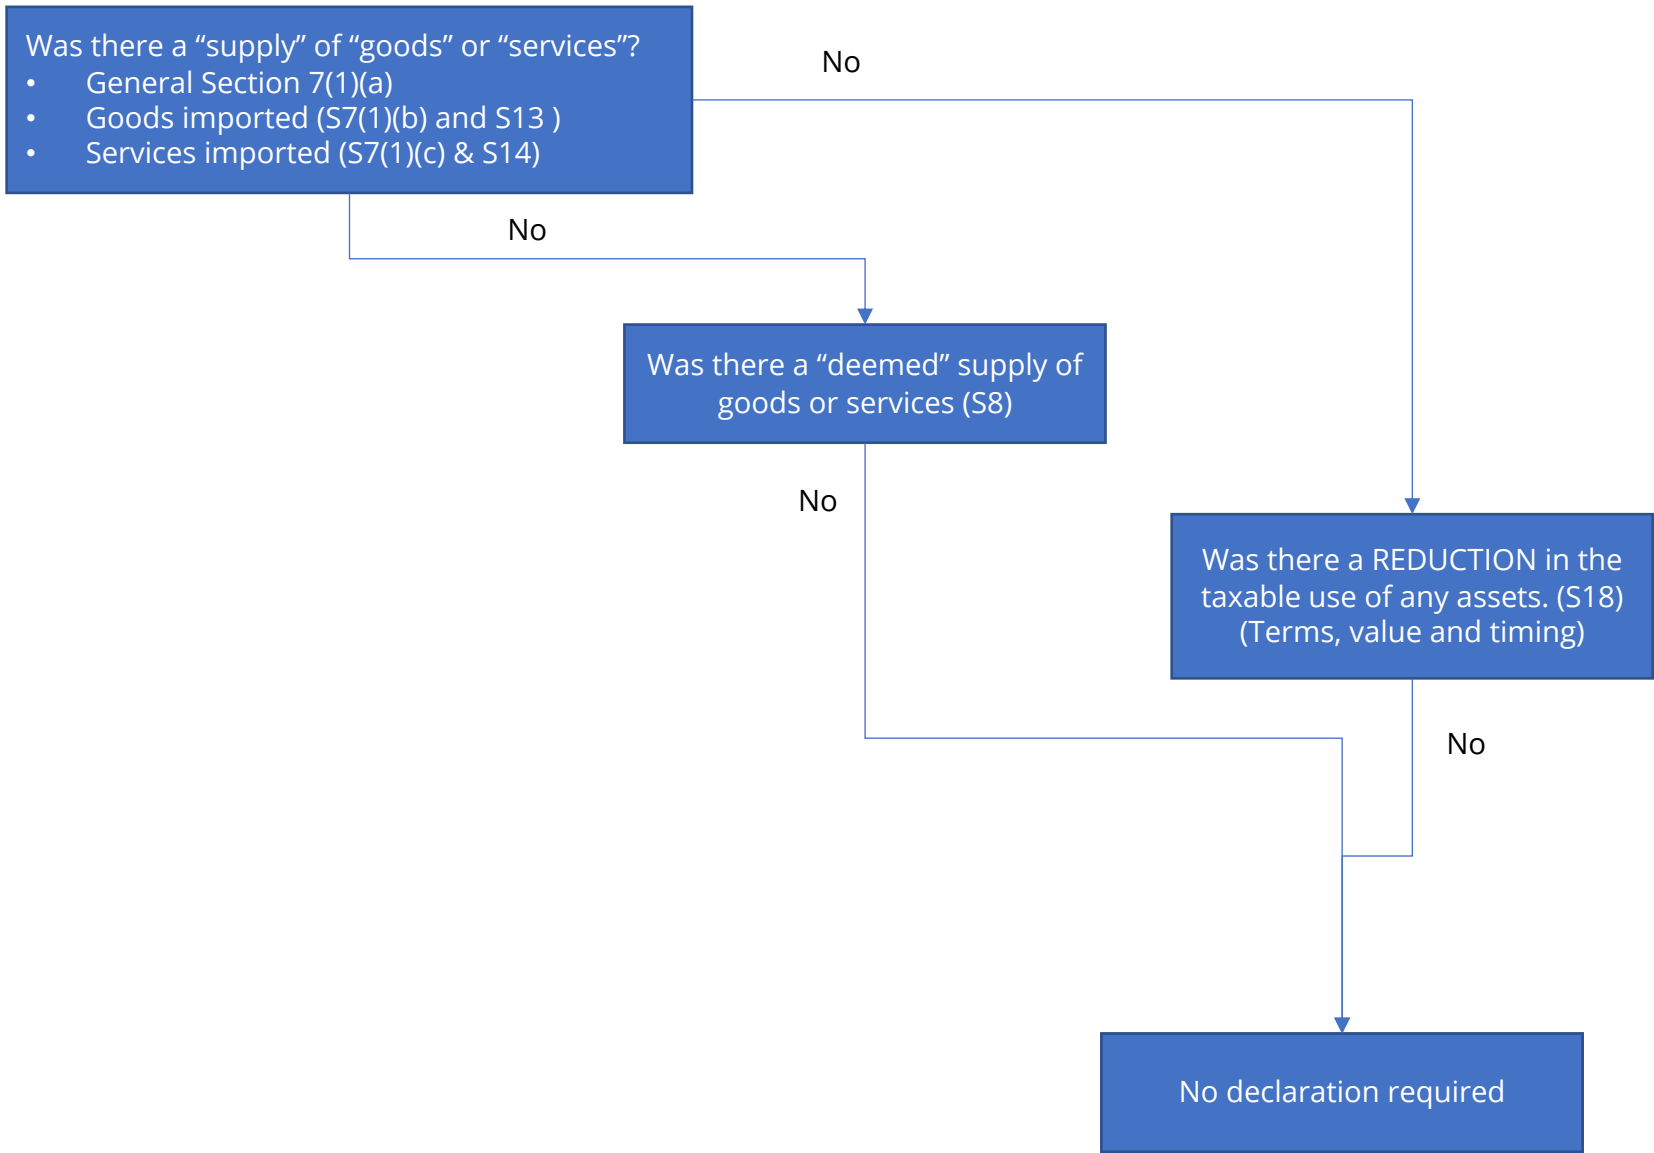 Was there a “supply” of “goods” or “services”?
• General Section 7(1)(a)
• Goods imported (S7(1)(b) and S13 )
• Services imported (S7(1)(c) & S14)
No
No
Was there a “deemed” supply of
goods or services (S8)
No
Was there a REDUCTION in the
taxable use of any assets. (S18)
(Terms, value and timing)
No
No declaration required